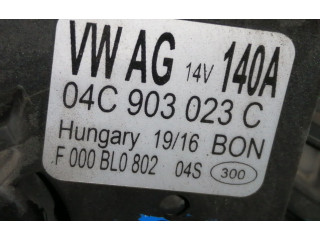 VW AG 14V 140A
04C 903 023 C
Hungary 19/16 BON
F 000 BL0 802 04S 300